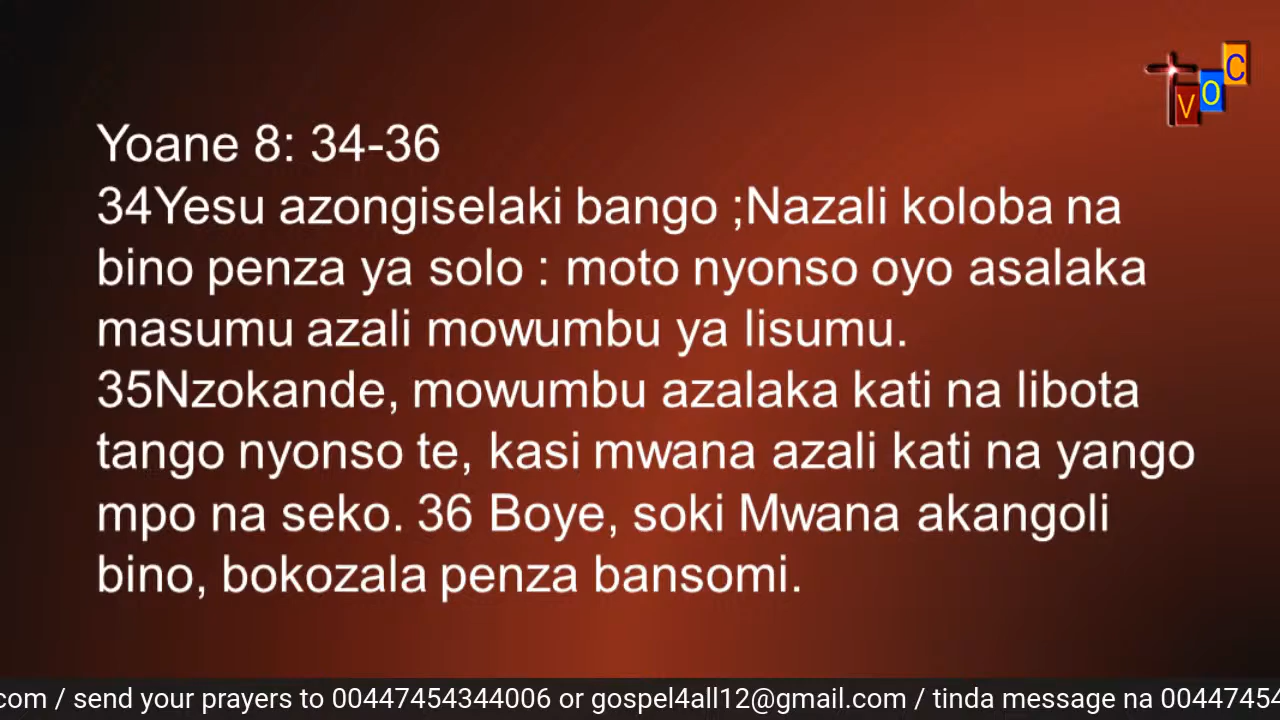 V O C
Yoane 8: 34-36
34Yesu azongiselaki bango ;Nazali koloba na
bino penza ya solo : moto nyonso oyo asalaka
masumu azali mowumbu ya lisumu.
35Nzokande, mowumbu azalaka kati na libota
tango nyonso te, kasi mwana azali kati na yango
mpo na seko. 36 Boye, soki Mwana akangoli
bino, bokozala penza bansomi.
com / send your prayers to 00447454344006 or gospel4all12@gmail.com / tinda message na 00447454